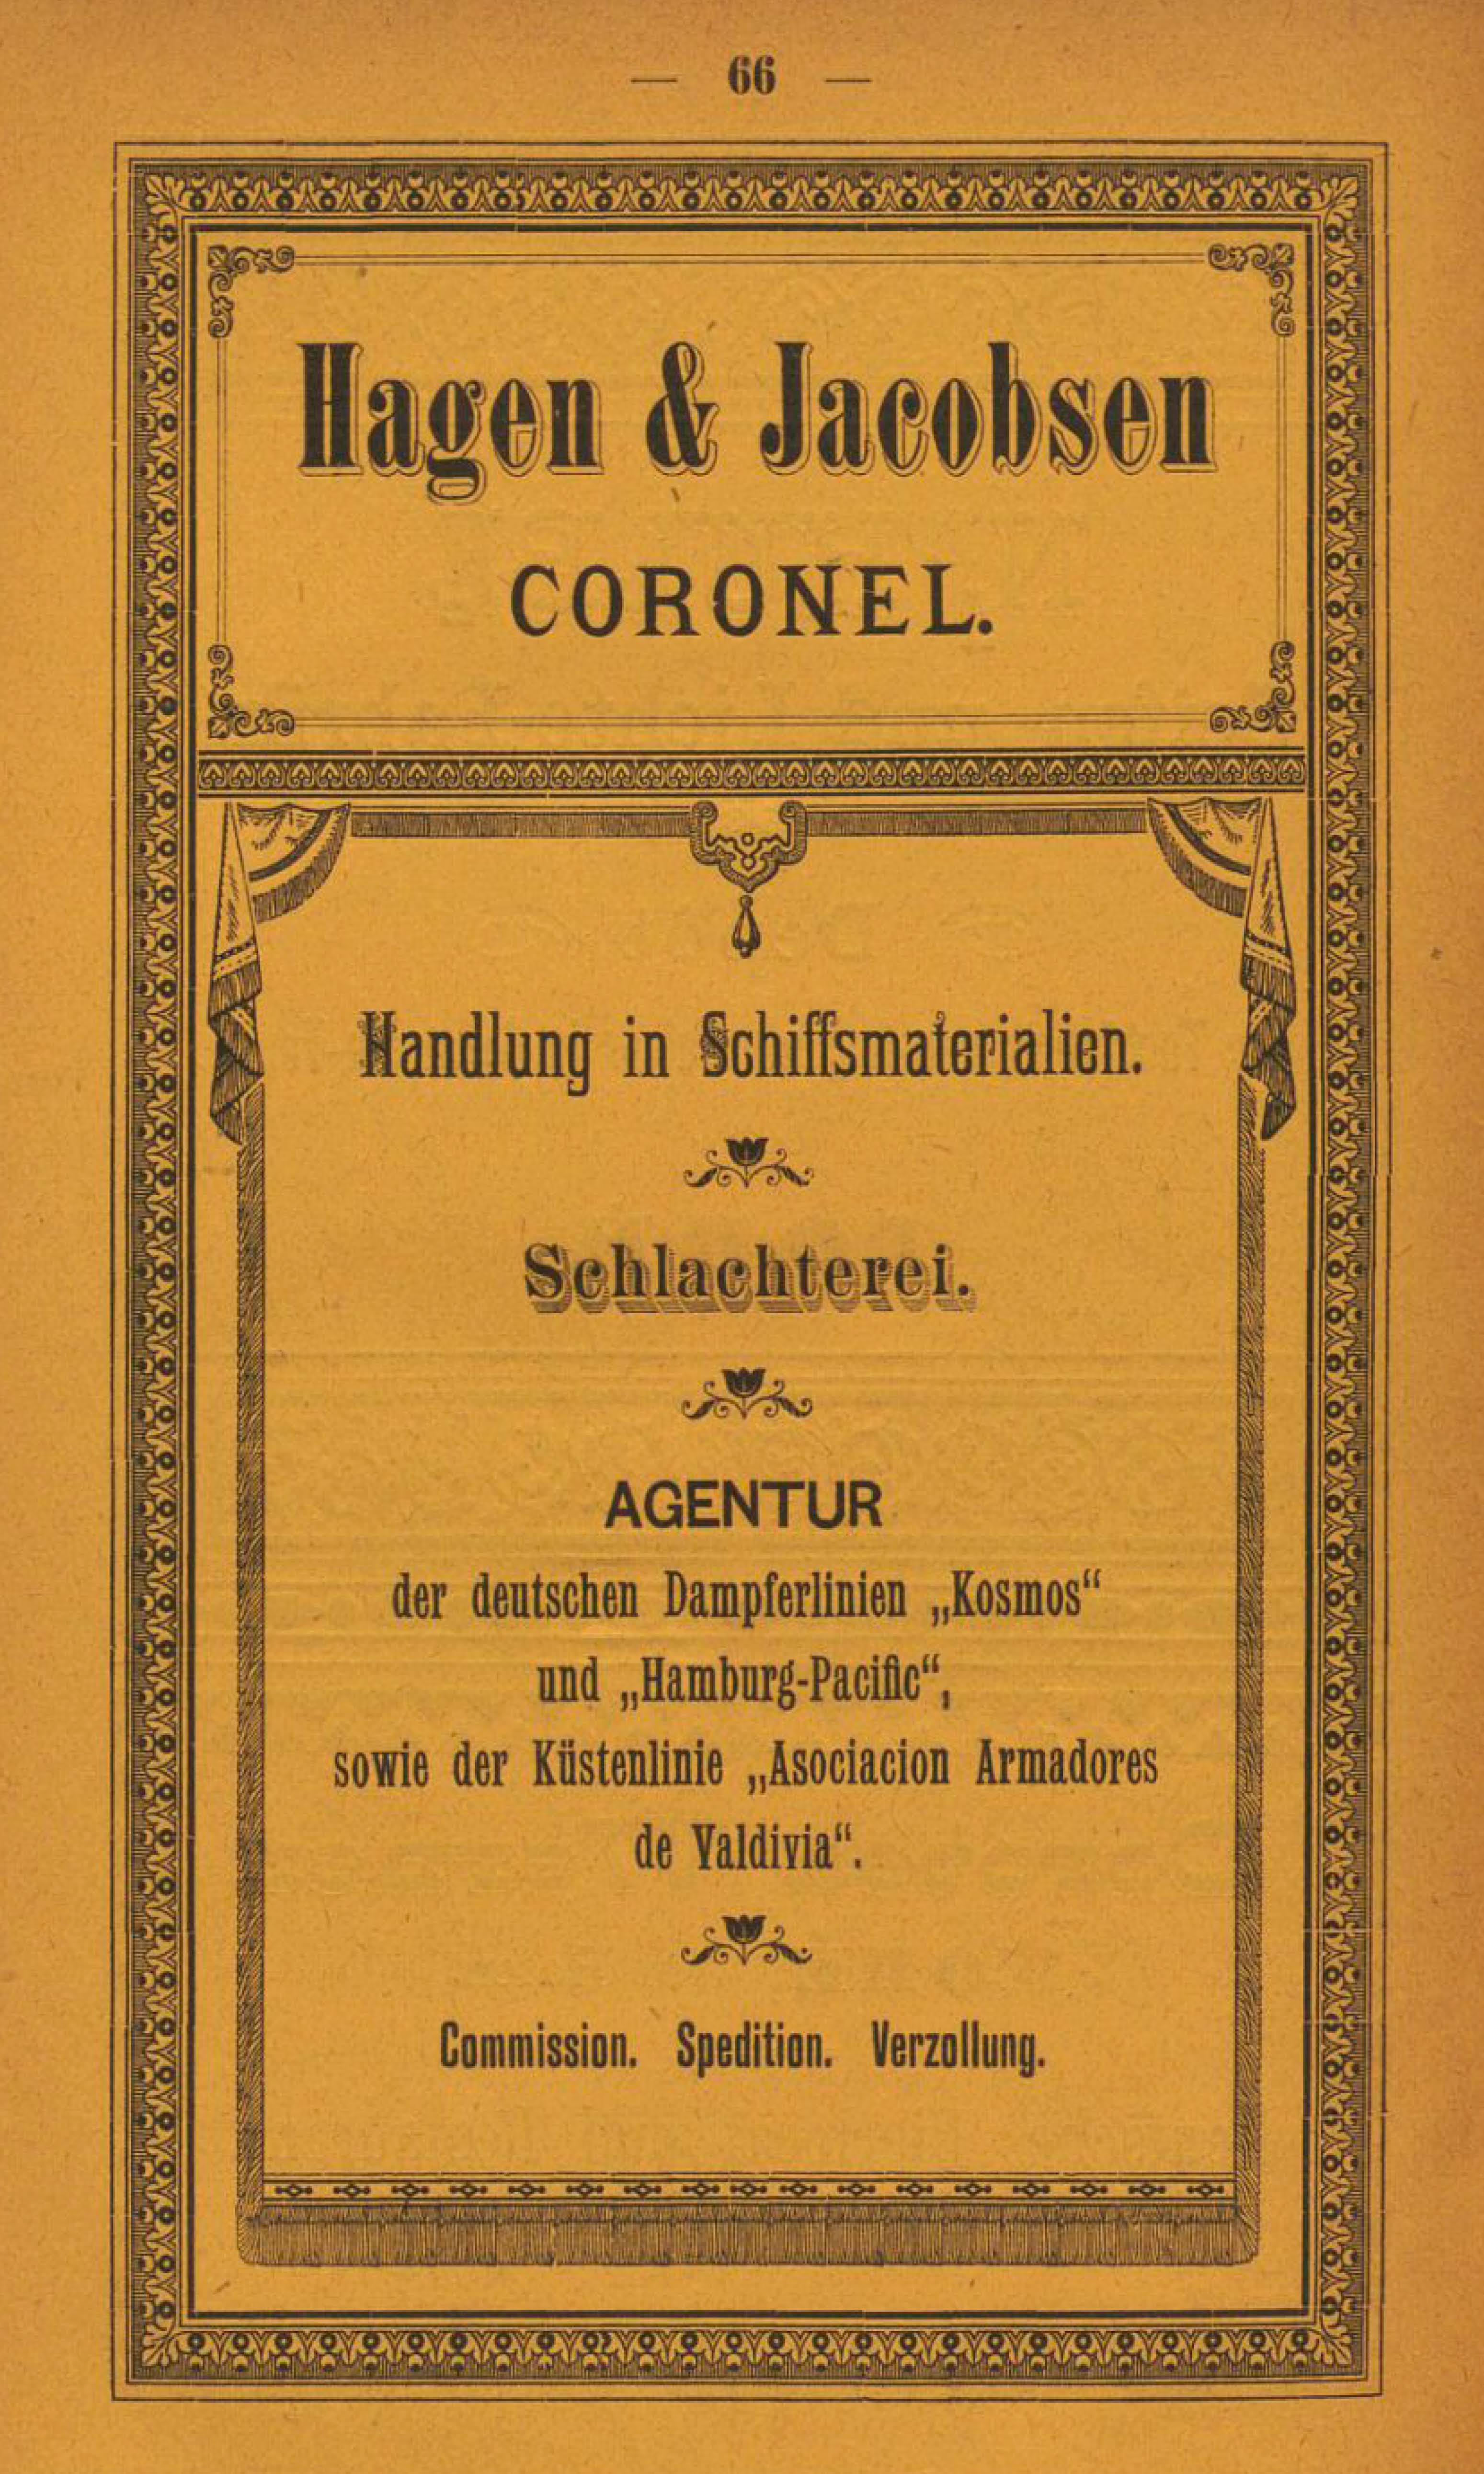 — 66 —
Hagen & Jacobsen
CORONEL.
Handlung in Schiffsmaterialien.
Schlachterei.
AGENTUR
der deutschen Dampferlinien „Kosmos“
und „Hamburg-Pacific“,
sowie der Küstenlinie „Asociacion Armadores
de Valdivia“.
Commission. Spedition. Verzollung.